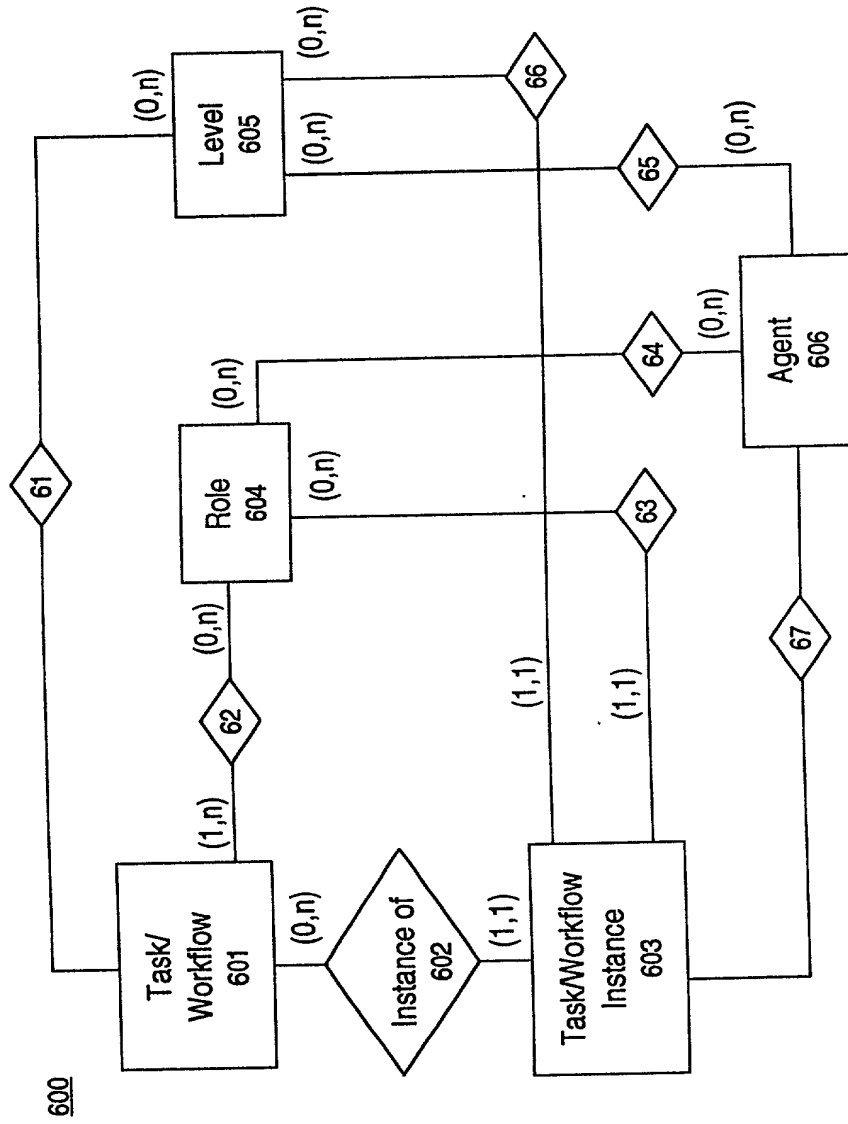 600
61
Task/
Workflow
601
(1,n)
62
(0,n)
Role
604
(0,n)
(0,n)
Level
605
(0,n)
(0,n)
(0,n)
(0,n)
Instance of
602
(1,1)
Task/Workflow
Instance
603
(1,1)
(1,1)
66
63
64
65
(0,n)
(0,n)
67
Agent
606